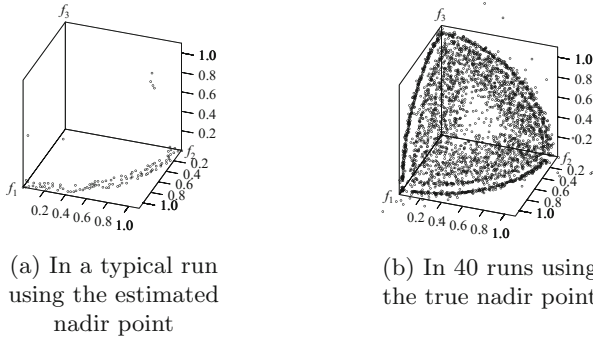 f3
1.0
0.8
0.6
0.4
0.2
f2
0.2
0.4
0.6
0.8
1.0
f1
0.2 0.4 0.6 0.8 1.0
(a) In a typical run
using the estimated
nadir point
f3
1.0
0.8
0.6
0.4
0.2
f2
0.2
0.4
0.6
0.8
1.0
f1
0.2 0.4 0.6 0.8 1.0
(b) In 40 runs using
the true nadir point